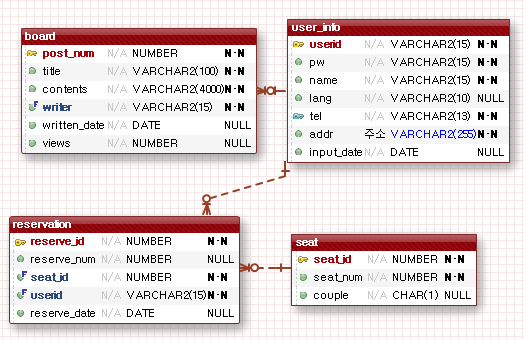 board
post_num N/A NUMBER N-N
title N/A VARCHAR2(100) N-N
contents N/A VARCHAR2(4000) N-N
writer N/A VARCHAR2(15) N-N
written_date N/A DATE NULL
views N/A NUMBER NULL
user_info
userid N/A VARCHAR2(15) N-N
pw N/A VARCHAR2(15) N-N
name N/A VARCHAR2(15) N-N
lang N/A VARCHAR2(10) NULL
tel N/A VARCHAR2(13) N-N
addr 주소 VARCHAR2(255) N-N
input_date N/A DATE NULL
reservation
reserve_id N/A NUMBER N-N
reserve_num N/A NUMBER NULL
seat_id N/A NUMBER N-N
userid N/A VARCHAR2(15) N-N
reserve_date N/A DATE NULL
seat
seat_id N/A NUMBER N-N
seat_num N/A NUMBER N-N
couple N/A CHAR(1) NULL